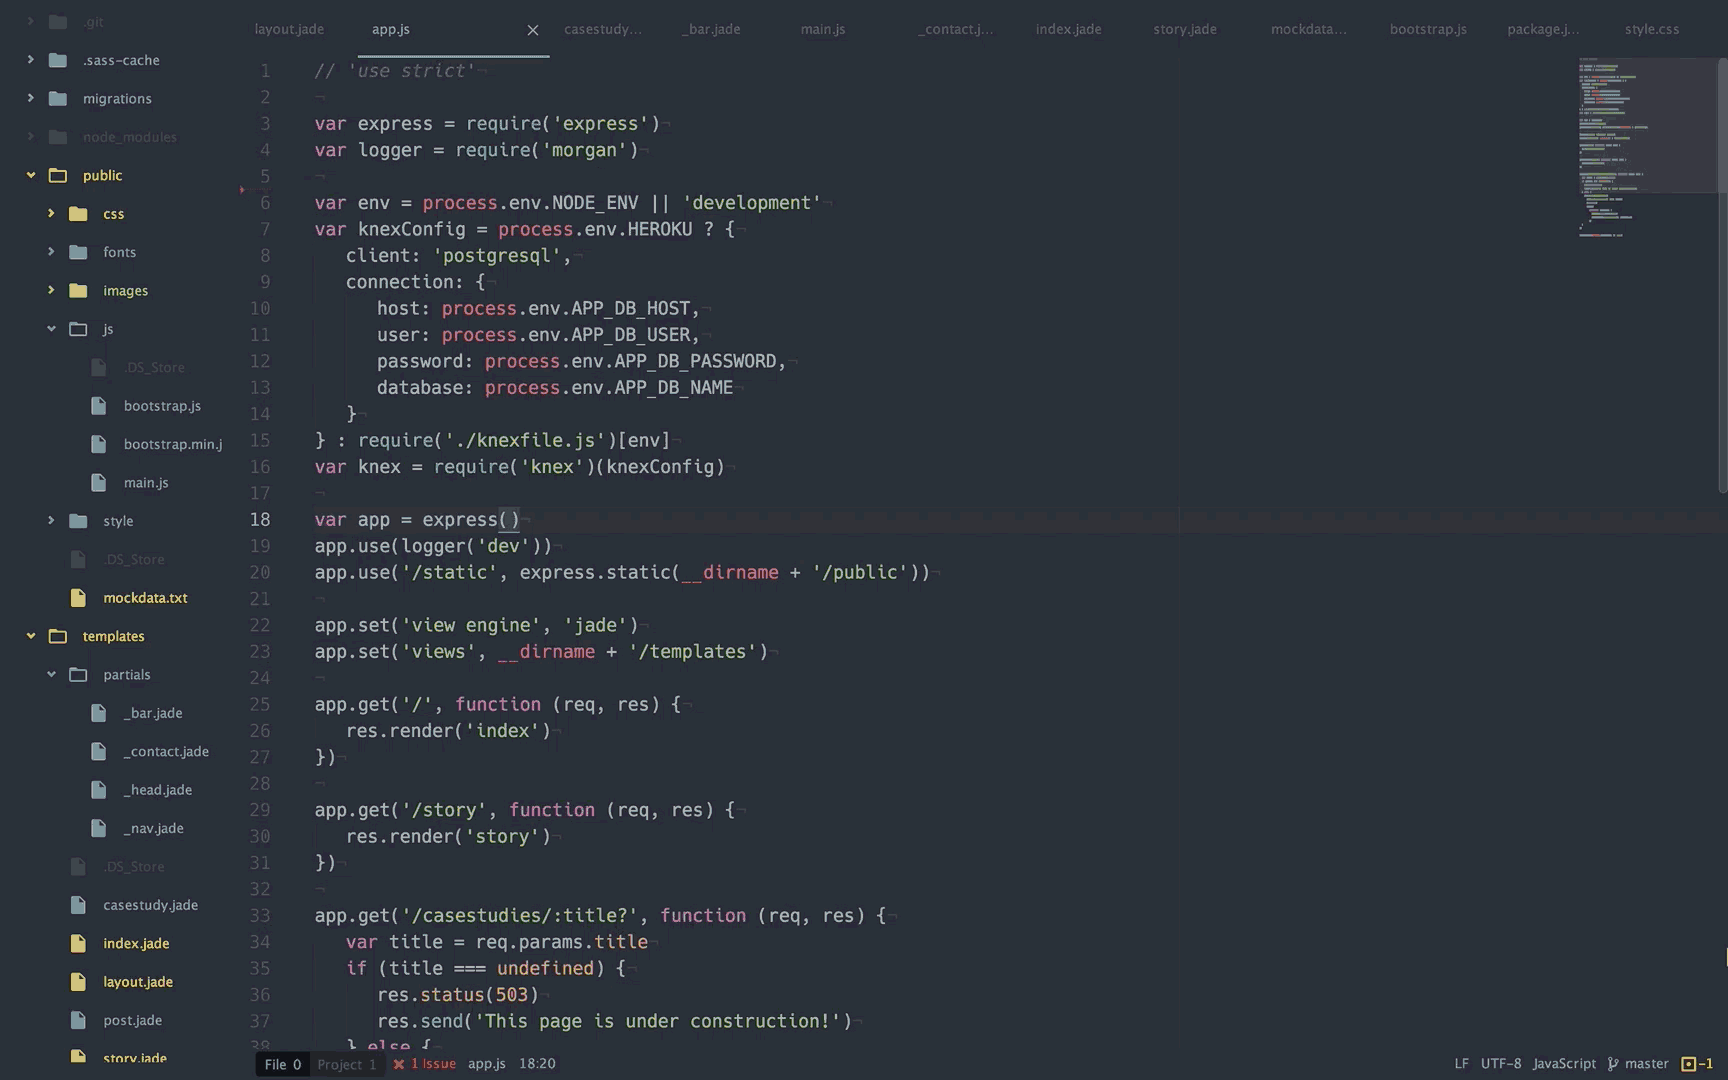 .git
.sass-cache
migrations
node_modules
public
css
fonts
images
js
.DS_Store
bootstrap.js
bootstrap.min.j
main.js
style
.DS_Store
mockdata.txt
templates
partials
_bar.jade
_contact.jade
_head.jade
_nav.jade
.DS_Store
casestudy.jade
index.jade
layout.jade
post.jade
story.jade
layout.jade app.js casestudy... _bar.jade main.js _contact.j... index.jade story.jade mockdata... bootstrap.js package.j... style.css
1 // 'use strict'¬
2 ¬
3 var express = require('express')¬
4 var logger = require('morgan')¬
5 ¬
6 var env = process.env.NODE_ENV || 'development'¬
7 var knexConfig = process.env.HEROKU ? {¬
8 client: 'postgresql',¬
9 connection: {¬
10 host: process.env.APP_DB_HOST,¬
11 user: process.env.APP_DB_USER,¬
12 password: process.env.APP_DB_PASSWORD,¬
13 database: process.env.APP_DB_NAME¬
14 }¬
15 } : require('./knexfile.js')[env]¬
16 var knex = require('knex')(knexConfig)¬
17 ¬
18 var app = express()¬
19 app.use(logger('dev'))¬
20 app.use('/static', express.static(__dirname + '/public'))¬
21 ¬
22 app.set('view engine', 'jade')¬
23 app.set('views', __dirname + '/templates')¬
24 ¬
25 app.get('/', function (req, res) {¬
26 res.render('index')¬
27 })¬
28 ¬
29 app.get('/story', function (req, res) {¬
30 res.render('story')¬
31 })¬
32 ¬
33 app.get('/casestudies/:title?', function (req, res) {¬
34 var title = req.params.title¬
35 if (title === undefined) {¬
36 res.status(503)¬
37 res.send('This page is under construction!')¬
38 } else {¬
File 0 Project 1 1 Issue app.js 18:20 LF UTF-8 JavaScript master -1